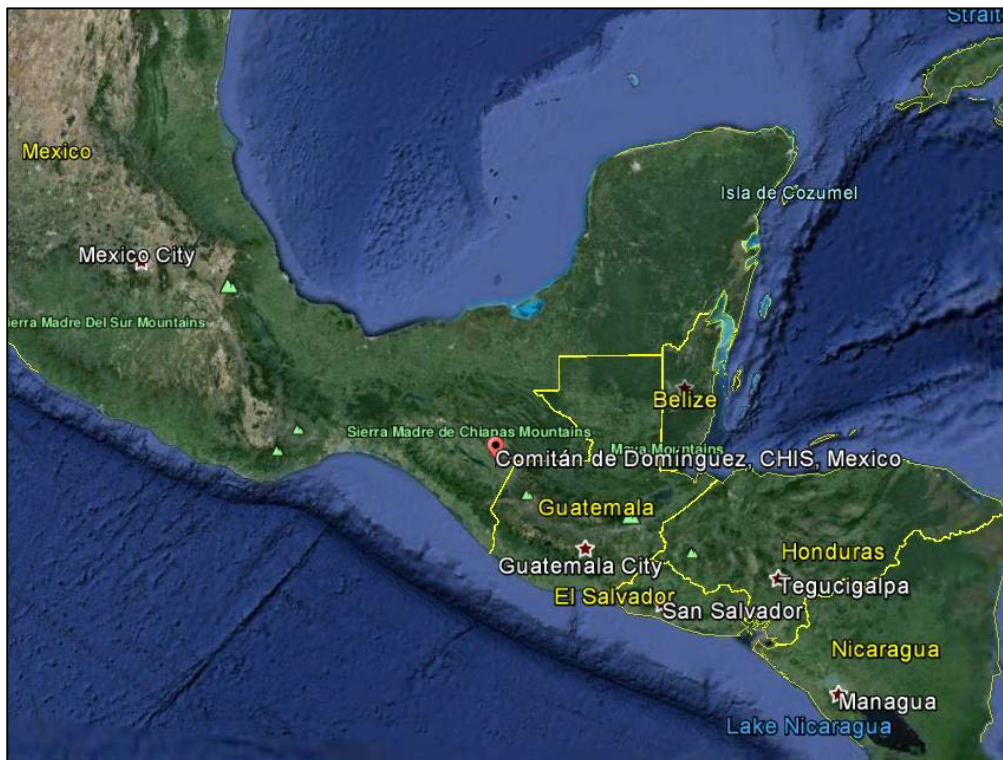 Strait
Mexico
Isla de Cozumel
Mexico City
ierra Madre Del Sur Mountains
Belize
Sierra Madre de Chiapas Mountains
Maya Mountains
Comitán de Domínguez, CHIS, Mexico
Guatemala
Honduras
Guatemala City
Tegucigalpa
El Salvador
San Salvador
Nicaragua
Managua
Lake Nicaragua